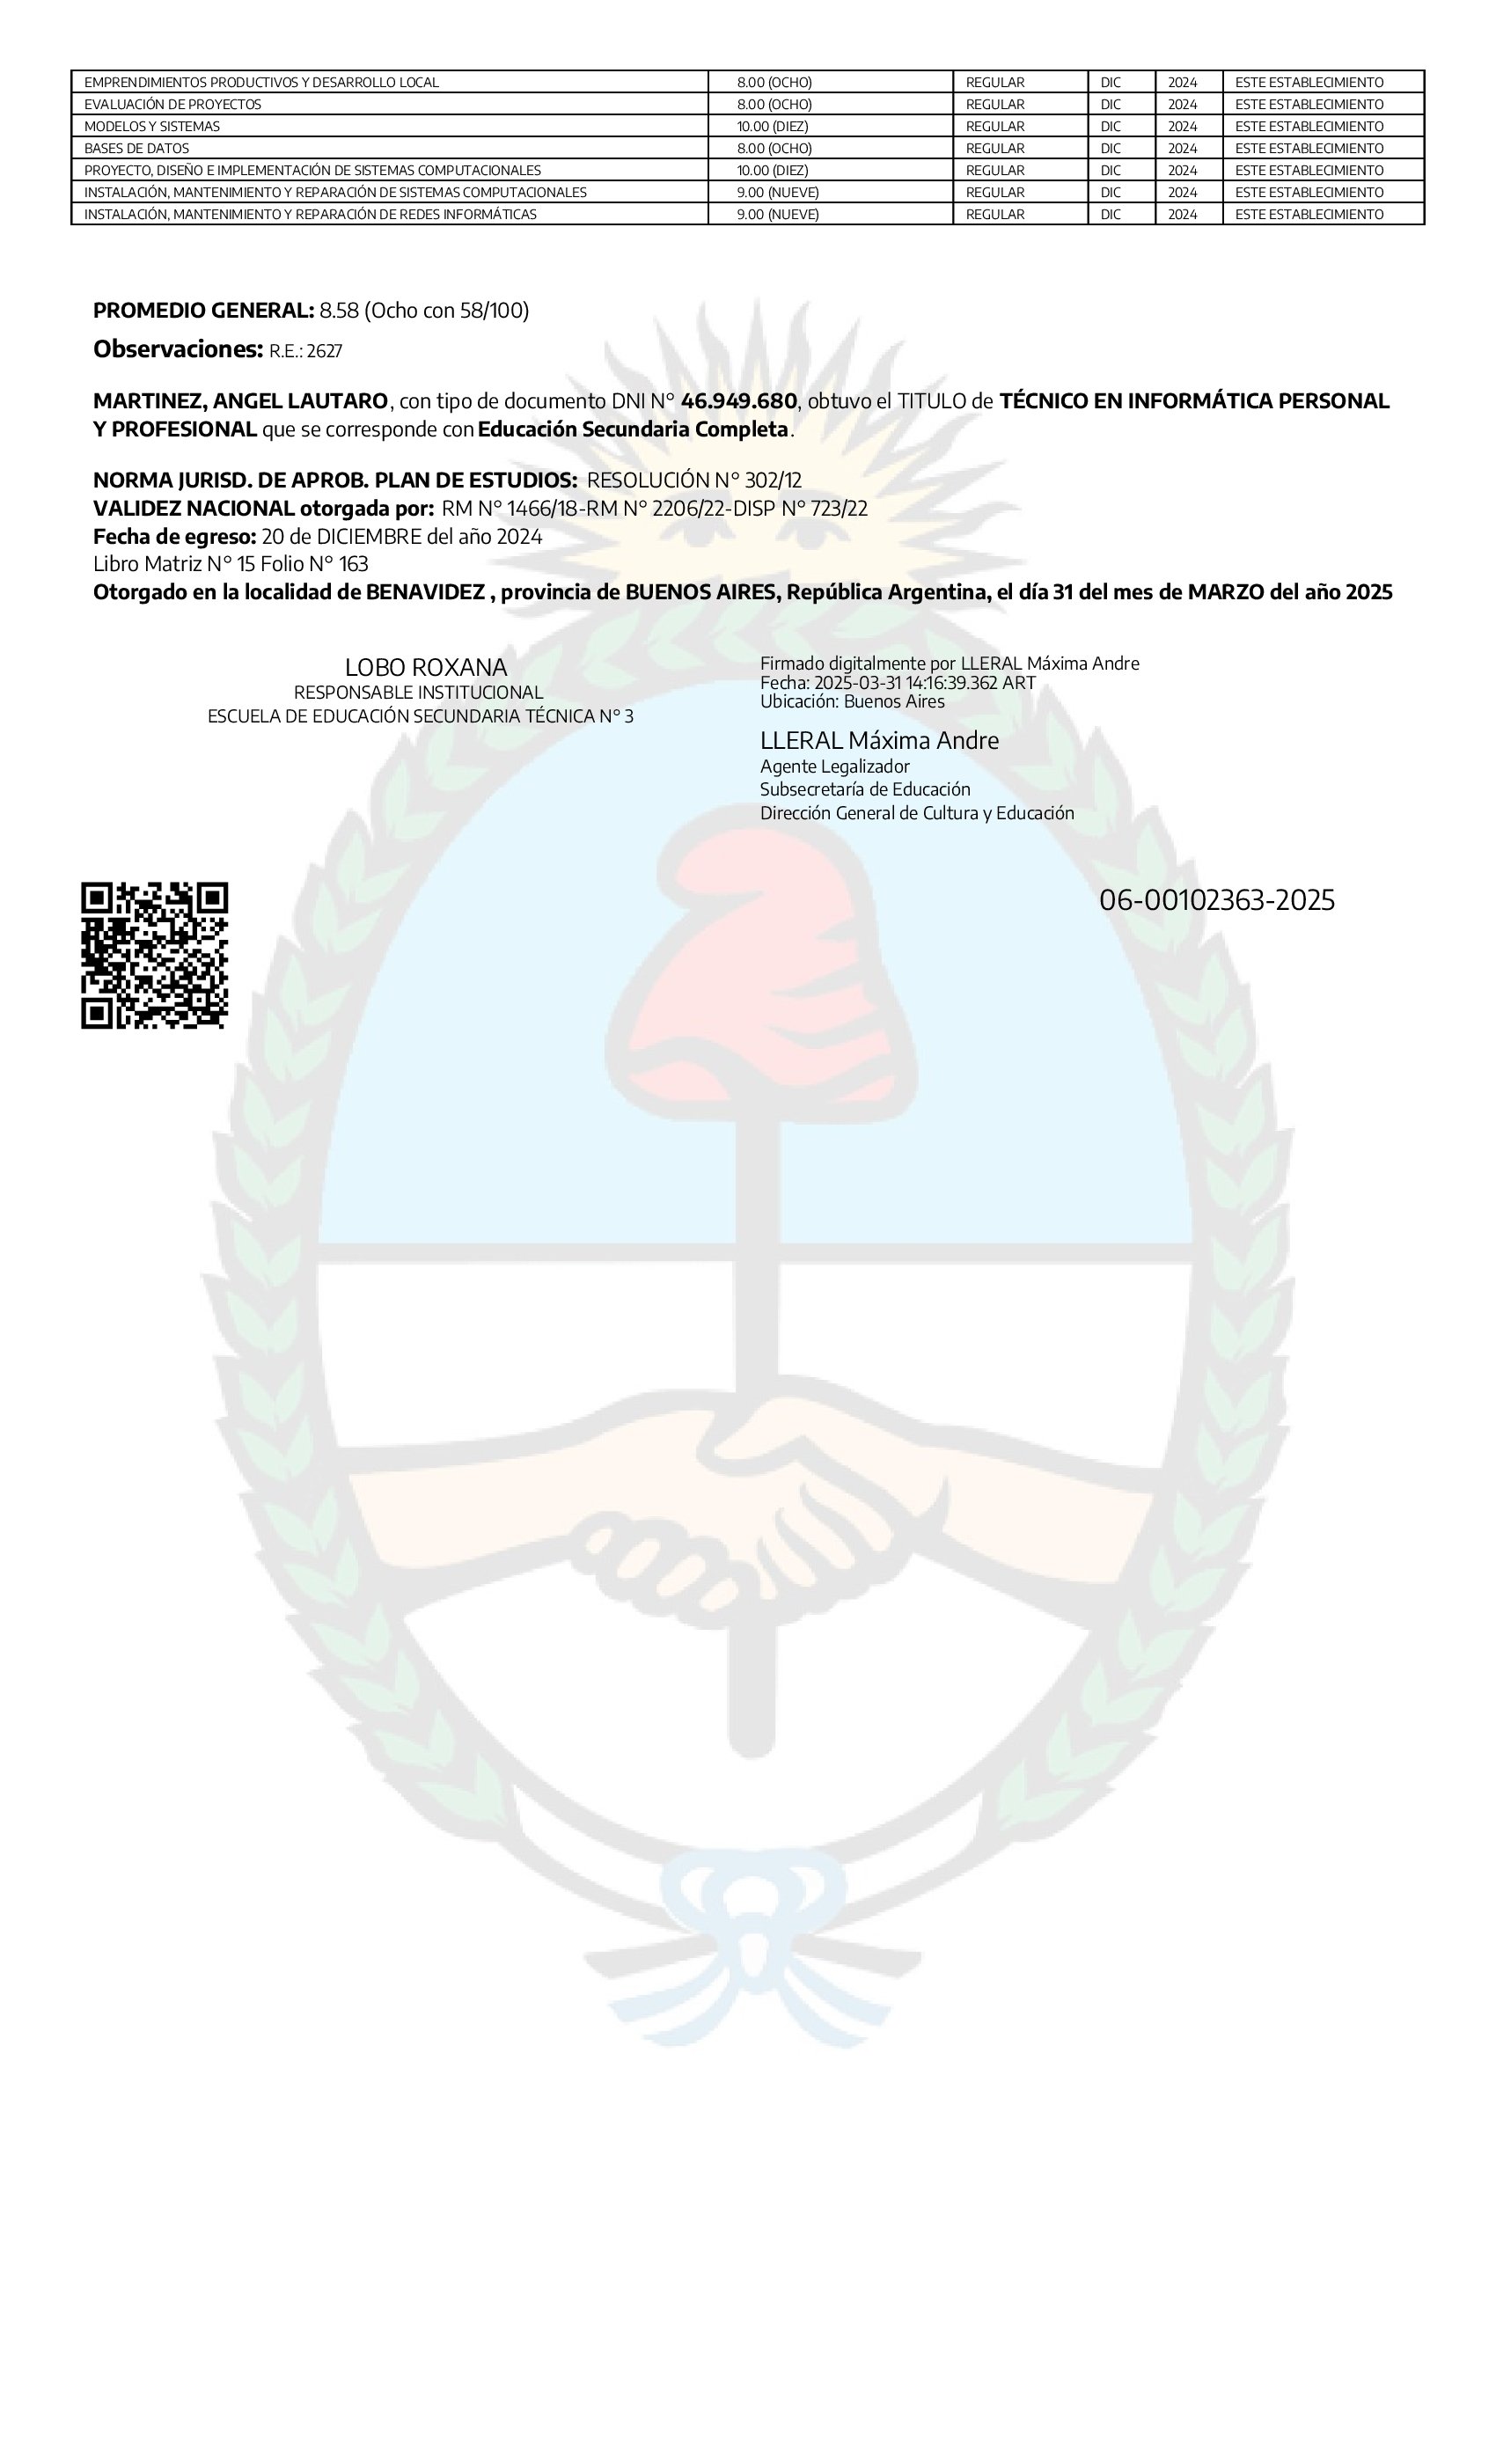 EMPRENDIMIENTOS PRODUCTIVOS Y DESARROLLO LOCAL 8.00 (OCHO) REGULAR DIC 2024 ESTE ESTABLECIMIENTO
EVALUACIÓN DE PROYECTOS 8.00 (OCHO) REGULAR DIC 2024 ESTE ESTABLECIMIENTO
MODELOS Y SISTEMAS 10.00 (DIEZ) REGULAR DIC 2024 ESTE ESTABLECIMIENTO
BASES DE DATOS 8.00 (OCHO) REGULAR DIC 2024 ESTE ESTABLECIMIENTO
PROYECTO, DISEÑO E IMPLEMENTACIÓN DE SISTEMAS COMPUTACIONALES 10.00 (DIEZ) REGULAR DIC 2024 ESTE ESTABLECIMIENTO
INSTALACIÓN, MANTENIMIENTO Y REPARACIÓN DE SISTEMAS COMPUTACIONALES 9.00 (NUEVE) REGULAR DIC 2024 ESTE ESTABLECIMIENTO
INSTALACIÓN, MANTENIMIENTO Y REPARACIÓN DE REDES INFORMÁTICAS 9.00 (NUEVE) REGULAR DIC 2024 ESTE ESTABLECIMIENTO
PROMEDIO GENERAL: 8.58 (Ocho con 58/100)
Observaciones: R.E.: 2627
MARTINEZ, ANGEL LAUTARO, con tipo de documento DNI N° 46.949.680, obtuvo el TITULO de TÉCNICO EN INFORMÁTICA PERSONAL
Y PROFESIONAL que se corresponde con Educación Secundaria Completa.
NORMA JURISD. DE APROB. PLAN DE ESTUDIOS: RESOLUCIÓN N° 302/12
VALIDEZ NACIONAL otorgada por: RM N° 1466/18-RM N° 2206/22-DISP N° 723/22
Fecha de egreso: 20 de DICIEMBRE del año 2024
Libro Matriz N° 15 Folio N° 163
Otorgado en la localidad de BENAVIDEZ , provincia de BUENOS AIRES, República Argentina, el día 31 del mes de MARZO del año 2025
LOBO ROXANA
RESPONSABLE INSTITUCIONAL
ESCUELA DE EDUCACIÓN SECUNDARIA TÉCNICA N° 3
Firmado digitalmente por LLERAL Máxima Andre
Fecha: 2025-03-31 14:16:39.362 ART
Ubicación: Buenos Aires
LLERAL Máxima Andre
Agente Legalizador
Subsecretaría de Educación
Dirección General de Cultura y Educación
06-00102363-2025